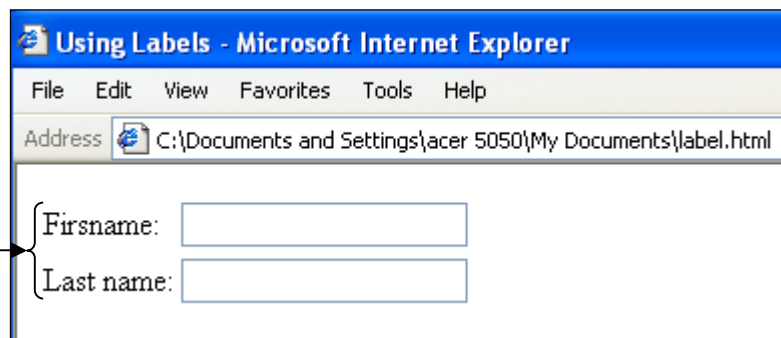 Using Labels - Microsoft Internet Explorer
File Edit View Favorites Tools Help
Address C:\Documents and Settings\acer 5050\My Documents\label.html
Firsname:
Last name: